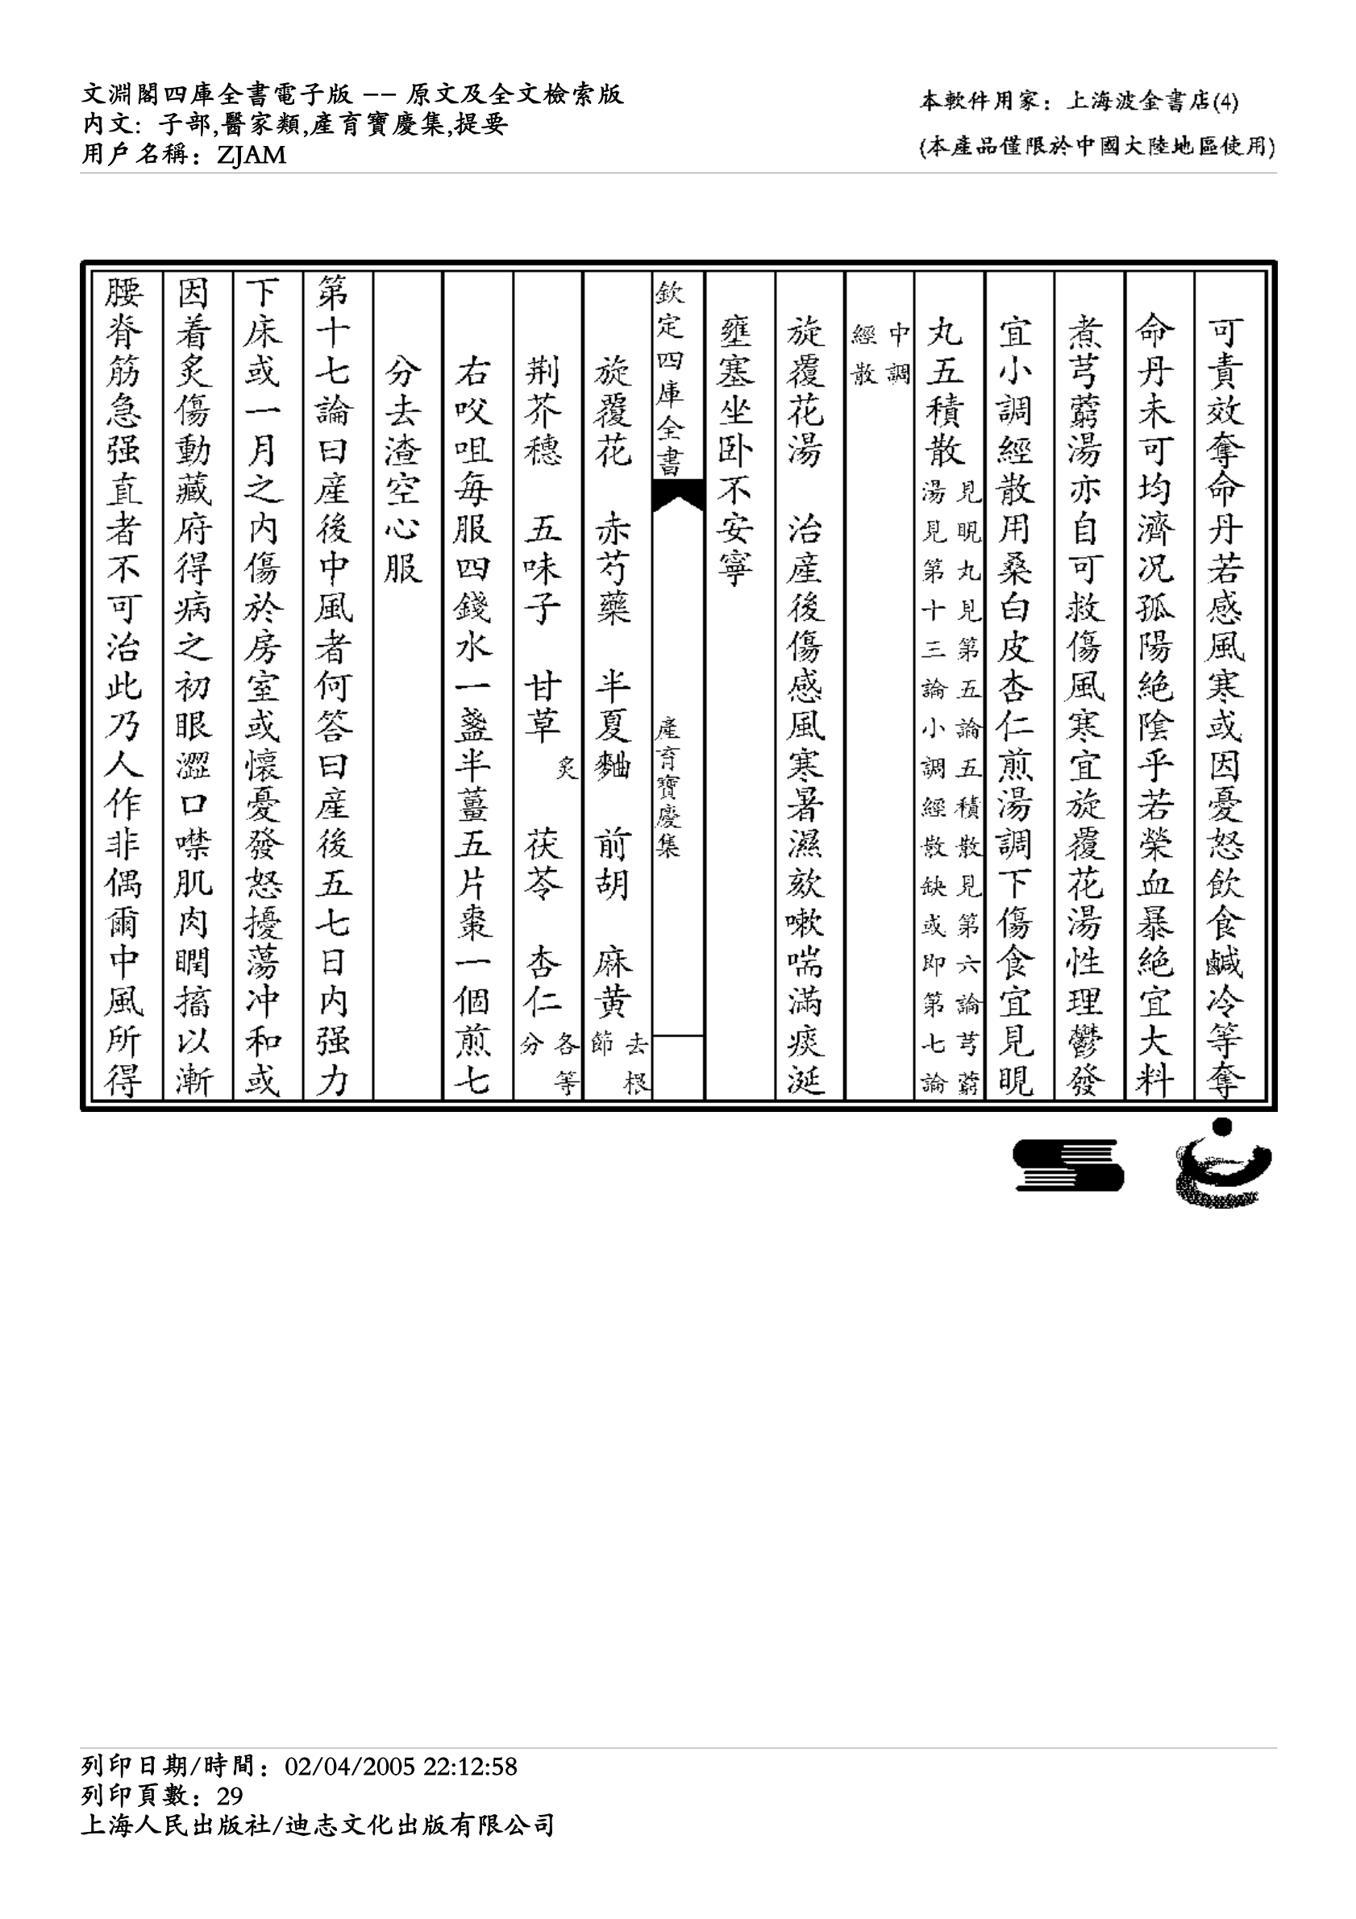 文淵閣四庫全書電子版 -- 原文及全文檢索版
内文: 子部,醫家類,產育寶慶集,提要
用戶名稱: ZJAM
本軟件用家: 上海波金書店(4)
(本產品僅限於中國大陸地區使用)
可責效奪命丹若感風寒或因憂怒飲食鹹冷等奪
命丹未可均濟况孤陽絶陰乎若榮血暴絶宜大料
煮芎藭湯亦自可救傷風寒宜旋覆花湯性理鬱發
宜小調經散用桑白皮杏仁煎湯調下傷食宜見晛
丸五積散見晛丸見第五論五積散見第六論芎藭
湯見第十三論小調經散缺或即第七論
中調
經散
旋覆花湯 治産後傷感風寒暑濕欬嗽喘滿痰涎
壅塞坐卧不安寧
欽定四庫全書
產育寶慶集
旋覆花 赤芍藥 半夏麯 前胡 麻黄去根
節
荆芥穗 五味子 甘草炙 茯苓 杏仁各等
分
右㕮咀每服四錢水一盞半薑五片棗一個煎七
分去渣空心服
第十七論曰産後中風者何答曰産後五七日内强力
下床或一月之内傷於房室或懷憂發怒擾蕩冲和或
因着炙傷動藏府得病之初眼澀口噤肌肉瞤搐以漸
腰脊筋急强直者不可治此乃人作非偶爾中風所得
列印日期/時間: 02/04/2005 22:12:58
列印頁數: 29
上海人民出版社/迪志文化出版有限公司